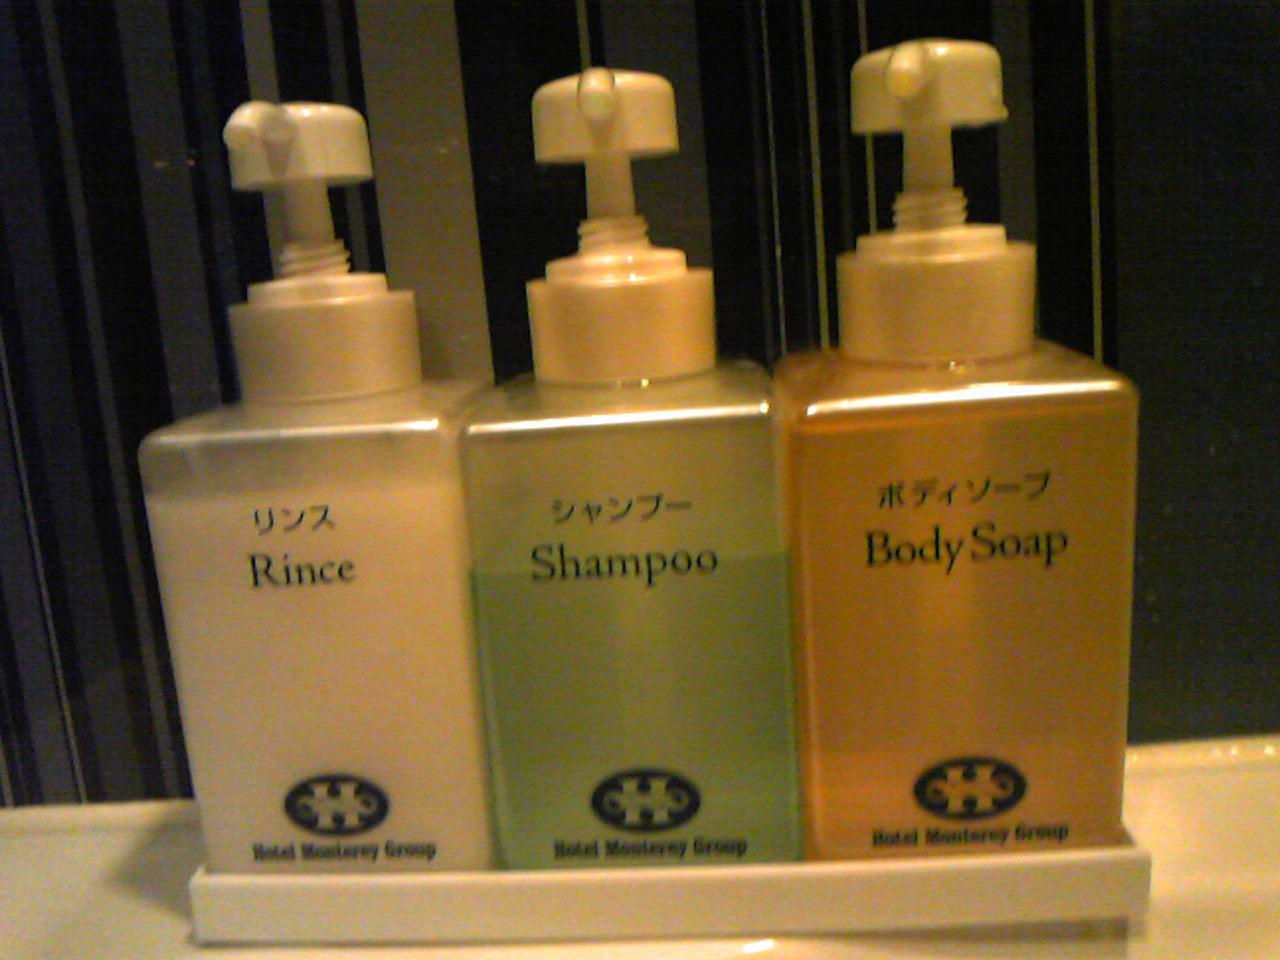 リンス
Rince
Hotel Monterey Group
シャンプー
Shampoo
Hotel Monterey Group
ボディソープ
Body Soap
Hotel Monterey Group